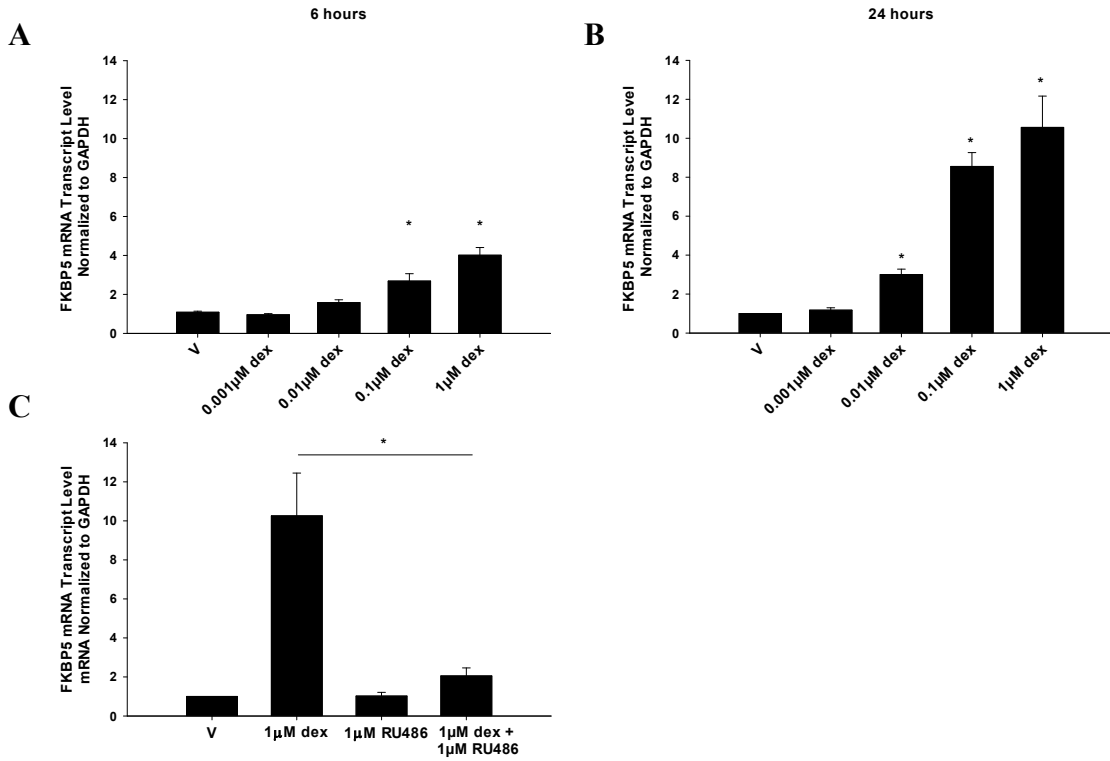 6 hours
24 hours
A
FKBP5 mRNA Transcript Level
Normalized to GAPDH
14
12
10
8
6
4
2
0
*
*
V
0.001µM dex
0.01µM dex
0.1µM dex
1µM dex
B
FKBP5 mRNA Transcript Level
Normalized to GAPDH
14
12
10
8
6
4
2
0
*
*
*
V
0.001µM dex
0.01µM dex
0.1µM dex
1µM dex
C
FKBP5 mRNA Transcript Level
mRNA Normalized to GAPDH
14
12
10
8
6
4
2
0
*
V
1µM dex
1µM RU486
1µM dex +
1µM RU486